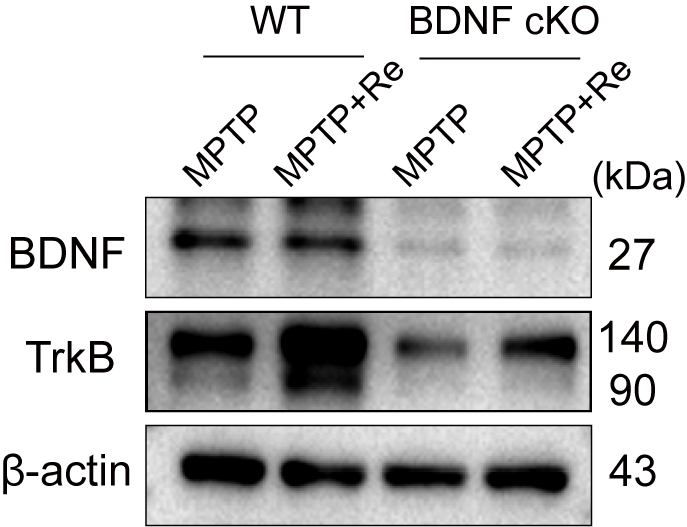 WT BDNF cKO
MPTP MPTP+Re MPTP MPTP+Re (kDa)
BDNF 27
TrkB 140
90
β-actin 43